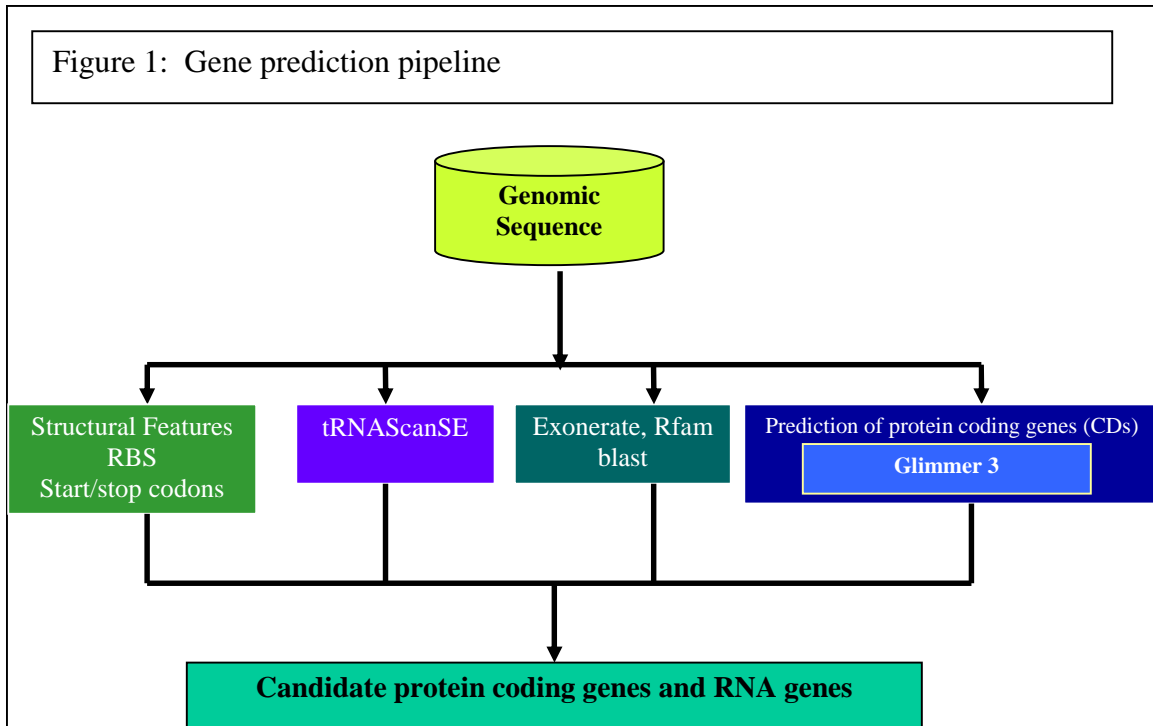 Figure 1: Gene prediction pipeline
Genomic
Sequence
Structural Features
RBS
Start/stop codons
tRNAScanSE
Exonerate, Rfam
blast
Prediction of protein coding genes (CDs)
Glimmer 3
Candidate protein coding genes and RNA genes